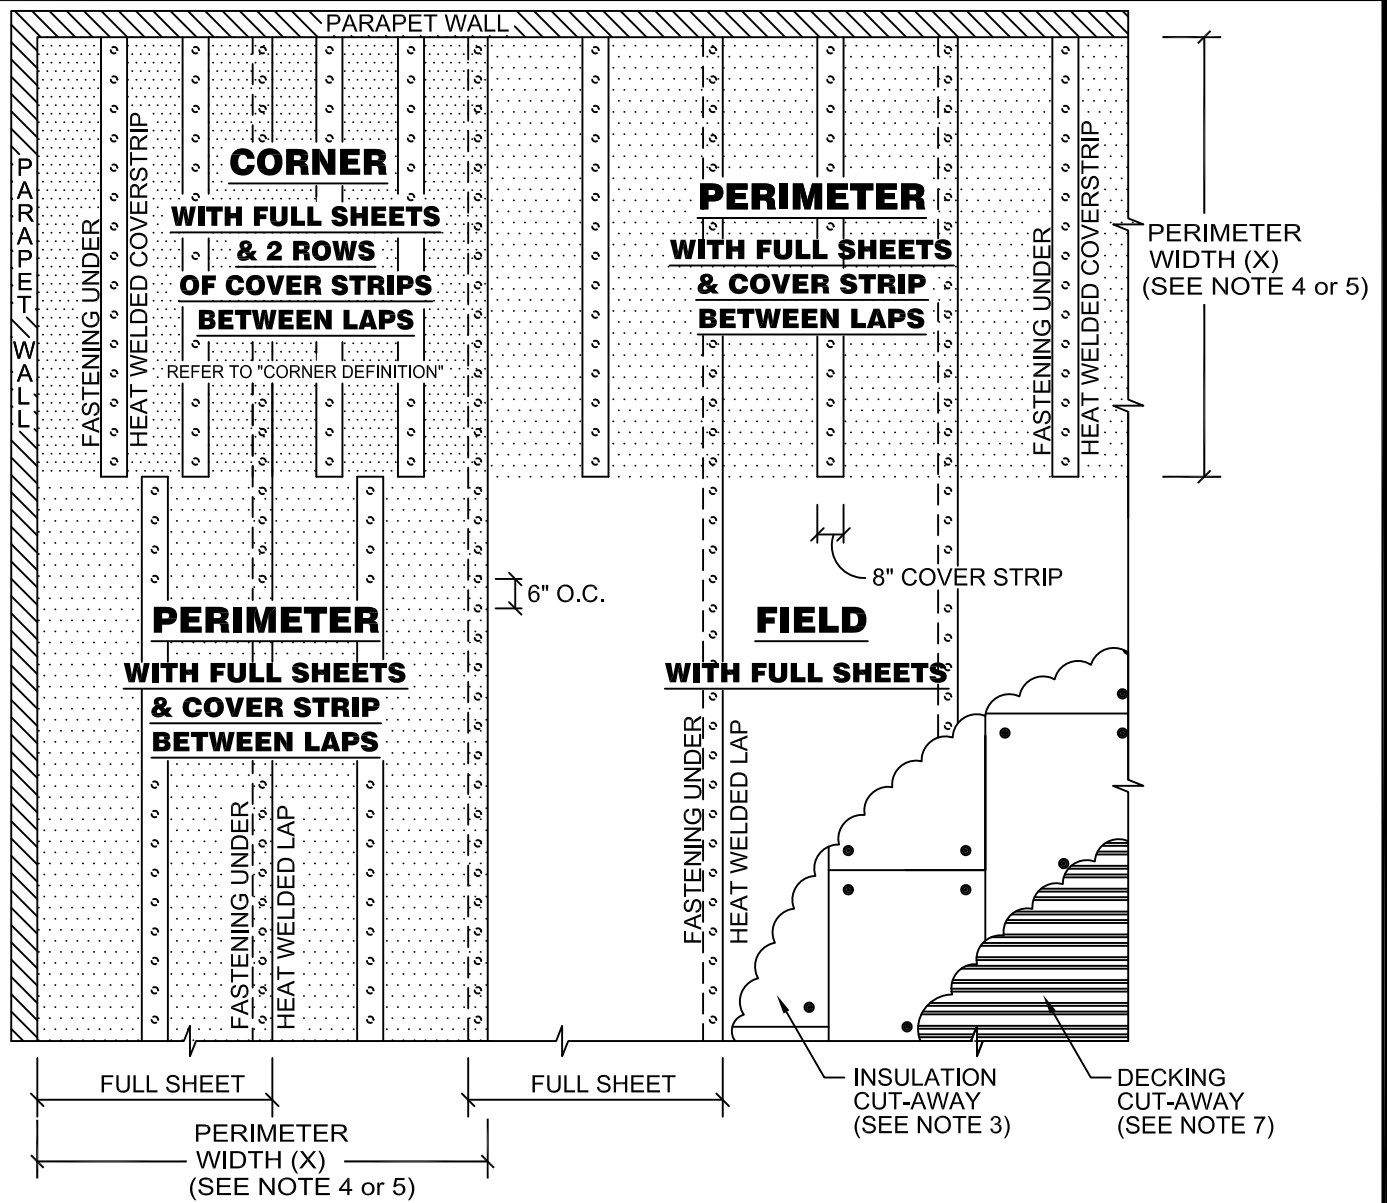 PARAPET WALL
PARAPET WALL
FASTENING UNDER
HEAT WELDED COVERSTRIP
CORNER
WITH FULL SHEETS
& 2 ROWS
OF COVER STRIPS
BETWEEN LAPS
REFER TO "CORNER DEFINITION"
PERIMETER
WITH FULL SHEETS
& COVER STRIP
BETWEEN LAPS
FASTENING UNDER
HEAT WELDED COVERSTRIP
PERIMETER
WIDTH (X)
(SEE NOTE 4 or 5)
8" COVER STRIP
6" O.C.
PERIMETER
WITH FULL SHEETS
& COVER STRIP
BETWEEN LAPS
FIELD
WITH FULL SHEETS
FASTENING UNDER
HEAT WELDED LAP
FASTENING UNDER
HEAT WELDED LAP
FULL SHEET
FULL SHEET
INSULATION
CUT-AWAY
(SEE NOTE 3)
DECKING
CUT-AWAY
(SEE NOTE 7)
PERIMETER
WIDTH (X)
(SEE NOTE 4 or 5)